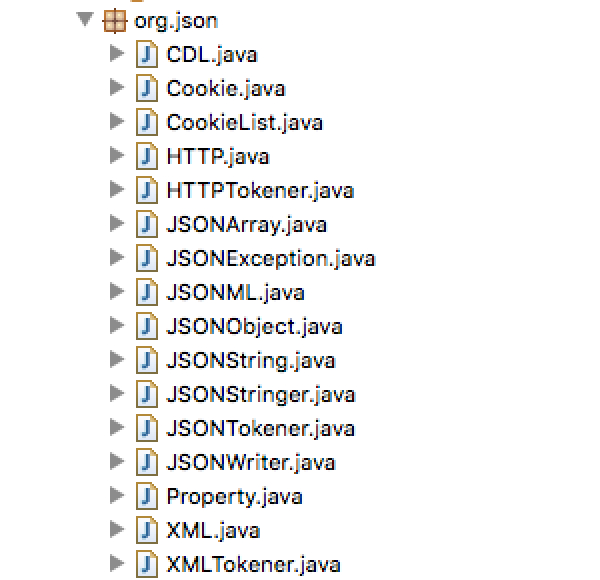 org.json
CDL.java
Cookie.java
CookieList.java
HTTP.java
HTTPTokener.java
JSONArray.java
JSONException.java
JSONML.java
JSONObject.java
JSONString.java
JSONStringer.java
JSONTokener.java
JSONWriter.java
Property.java
XML.java
XMLTokener.java